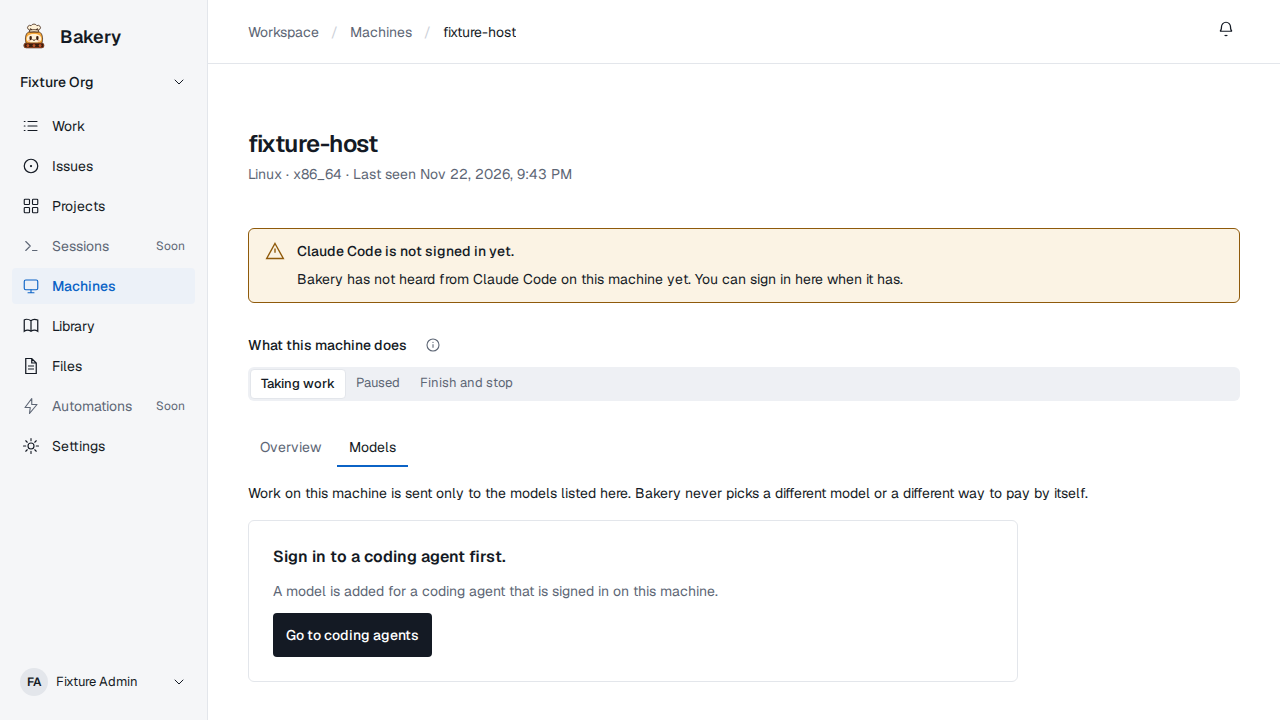 Bakery
Fixture Org
Work
Issues
Projects
Sessions Soon
Machines
Library
Files
Automations Soon
Settings
FA Fixture Admin
Workspace / Machines / fixture-host
fixture-host
Linux · x86_64 · Last seen Nov 22, 2026, 9:43 PM
Claude Code is not signed in yet.
Bakery has not heard from Claude Code on this machine yet. You can sign in here when it has.
What this machine does
Taking work Paused Finish and stop
Overview Models
Work on this machine is sent only to the models listed here. Bakery never picks a different model or a different way to pay by itself.
Sign in to a coding agent first.
A model is added for a coding agent that is signed in on this machine.
Go to coding agents